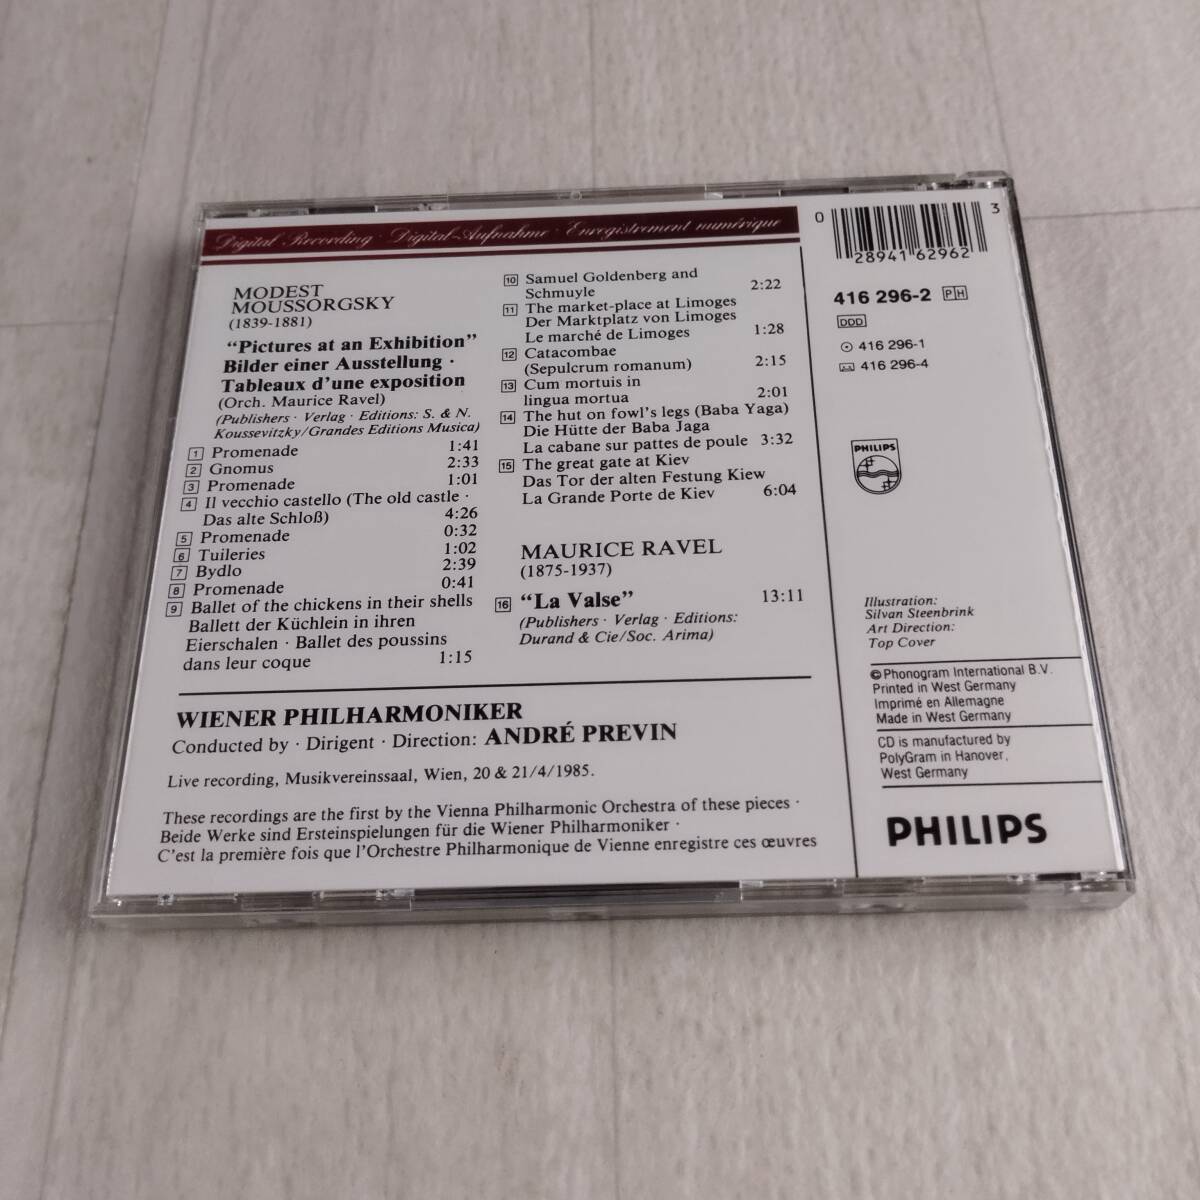 Digital Recording · Digital-Aufnahme · Enregistrement numérique
MODEST
MOUSSORGSKY
(1839-1881)
“Pictures at an Exhibition”
Bilder einer Ausstellung ·
Tableaux d’une exposition
(Orch. Maurice Ravel)
(Publishers · Verlag · Editions: S. & N.
Koussevitzky/Grandes Editions Musica)
1 Promenade 1:41
2 Gnomus 2:33
3 Promenade 1:01
4 Il vecchio castello (The old castle ·
Das alte Schloß) 4:26
5 Promenade 0:32
6 Tuileries 1:02
7 Bydlo 2:39
8 Promenade 0:41
9 Ballet of the chickens in their shells
Ballett der Küchlein in ihren
Eierschalen · Ballet des poussins
dans leur coque 1:15
10 Samuel Goldenberg and
Schmuyle 2:22
11 The market-place at Limoges
Der Marktplatz von Limoges
Le marché de Limoges 1:28
12 Catacombae
(Sepulcrum romanum) 2:15
13 Cum mortuis in
lingua mortua 2:01
14 The hut on fowl’s legs (Baba Yaga)
Die Hütte der Baba Jaga
La cabane sur pattes de poule 3:32
15 The great gate at Kiev
Das Tor der alten Festung Kiew
La Grande Porte de Kiev 6:04
MAURICE RAVEL
(1875-1937)
16 “La Valse” 13:11
(Publishers · Verlag · Editions:
Durand & Cie/Soc. Arima)
WIENER PHILHARMONIKER
Conducted by · Dirigent · Direction: ANDRÉ PREVIN
Live recording, Musikvereinssaal, Wien, 20 & 21/4/1985.
These recordings are the first by the Vienna Philharmonic Orchestra of these pieces ·
Beide Werke sind Ersteinspielungen für die Wiener Philharmoniker ·
C’est la première fois que l’Orchestre Philharmonique de Vienne enregistre ces œuvres
0 28941 62962 3
416 296-2 PH
DDD
416 296-1
416 296-4
PHILIPS
Illustration:
Silvan Steenbrink
Art Direction:
Top Cover
© Phonogram International B.V.
Printed in West Germany
Imprimé en Allemagne
Made in West Germany
CD is manufactured by
PolyGram in Hanover,
West Germany
PHILIPS